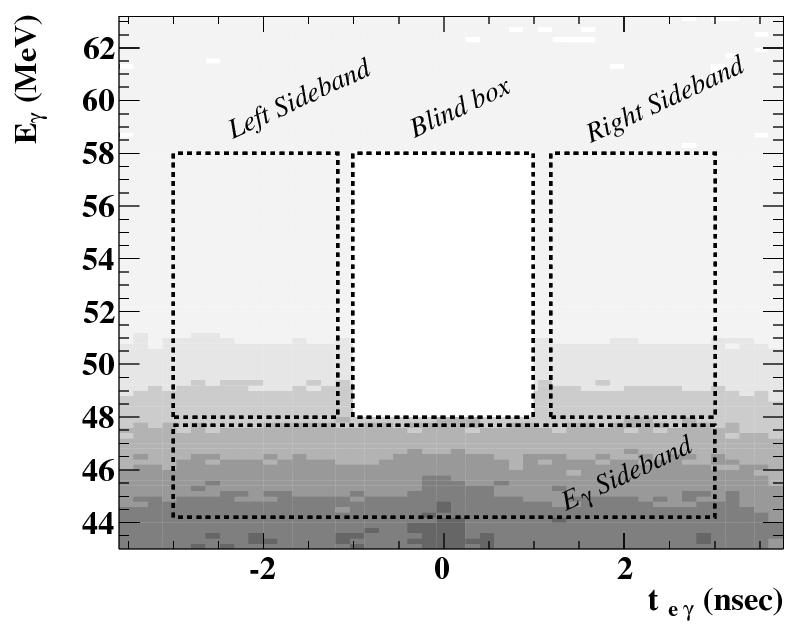 E_γ (MeV)
62
60
58
56
54
52
50
48
46
44
Left Sideband
Blind box
Right Sideband
Eγ Sideband
-2
0
2
t_eγ (nsec)